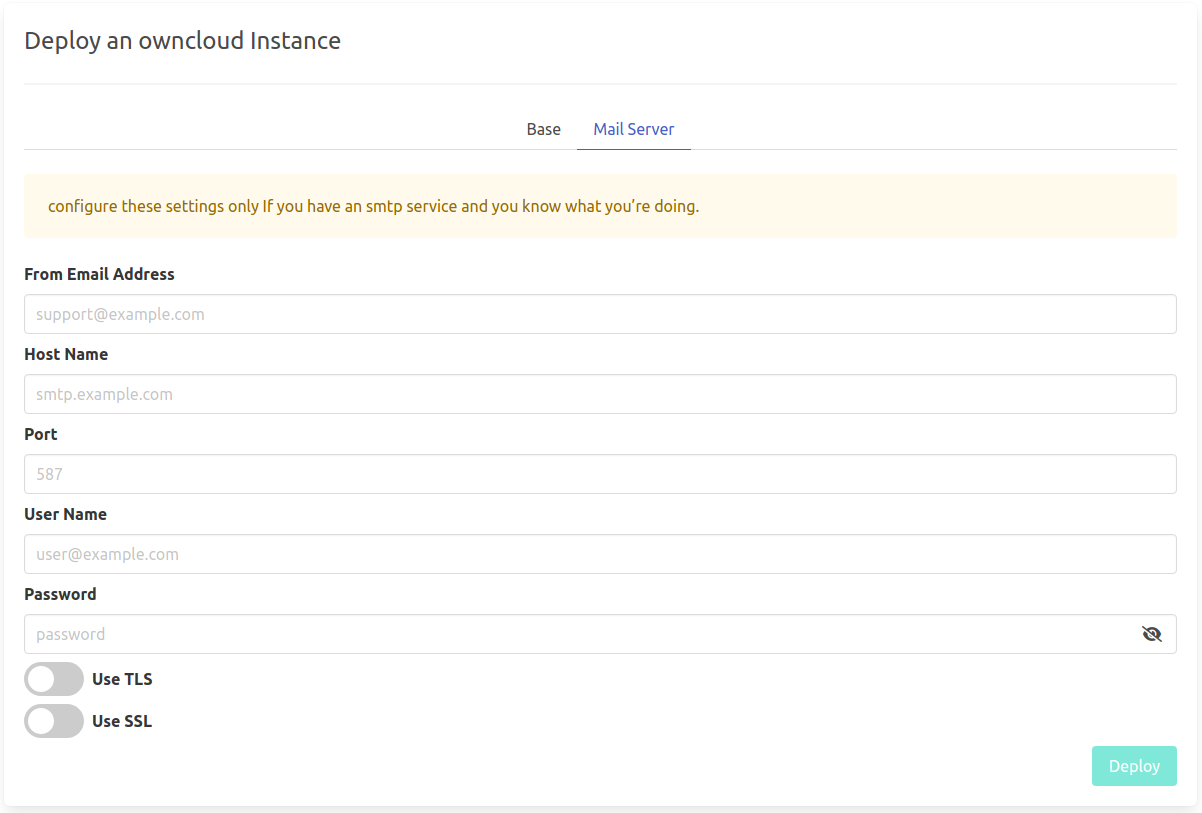 Deploy an owncloud Instance
Base
Mail Server
configure these settings only If you have an smtp service and you know what you’re doing.
From Email Address
support@example.com
Host Name
smtp.example.com
Port
587
User Name
user@example.com
Password
password
Use TLS
Use SSL
Deploy